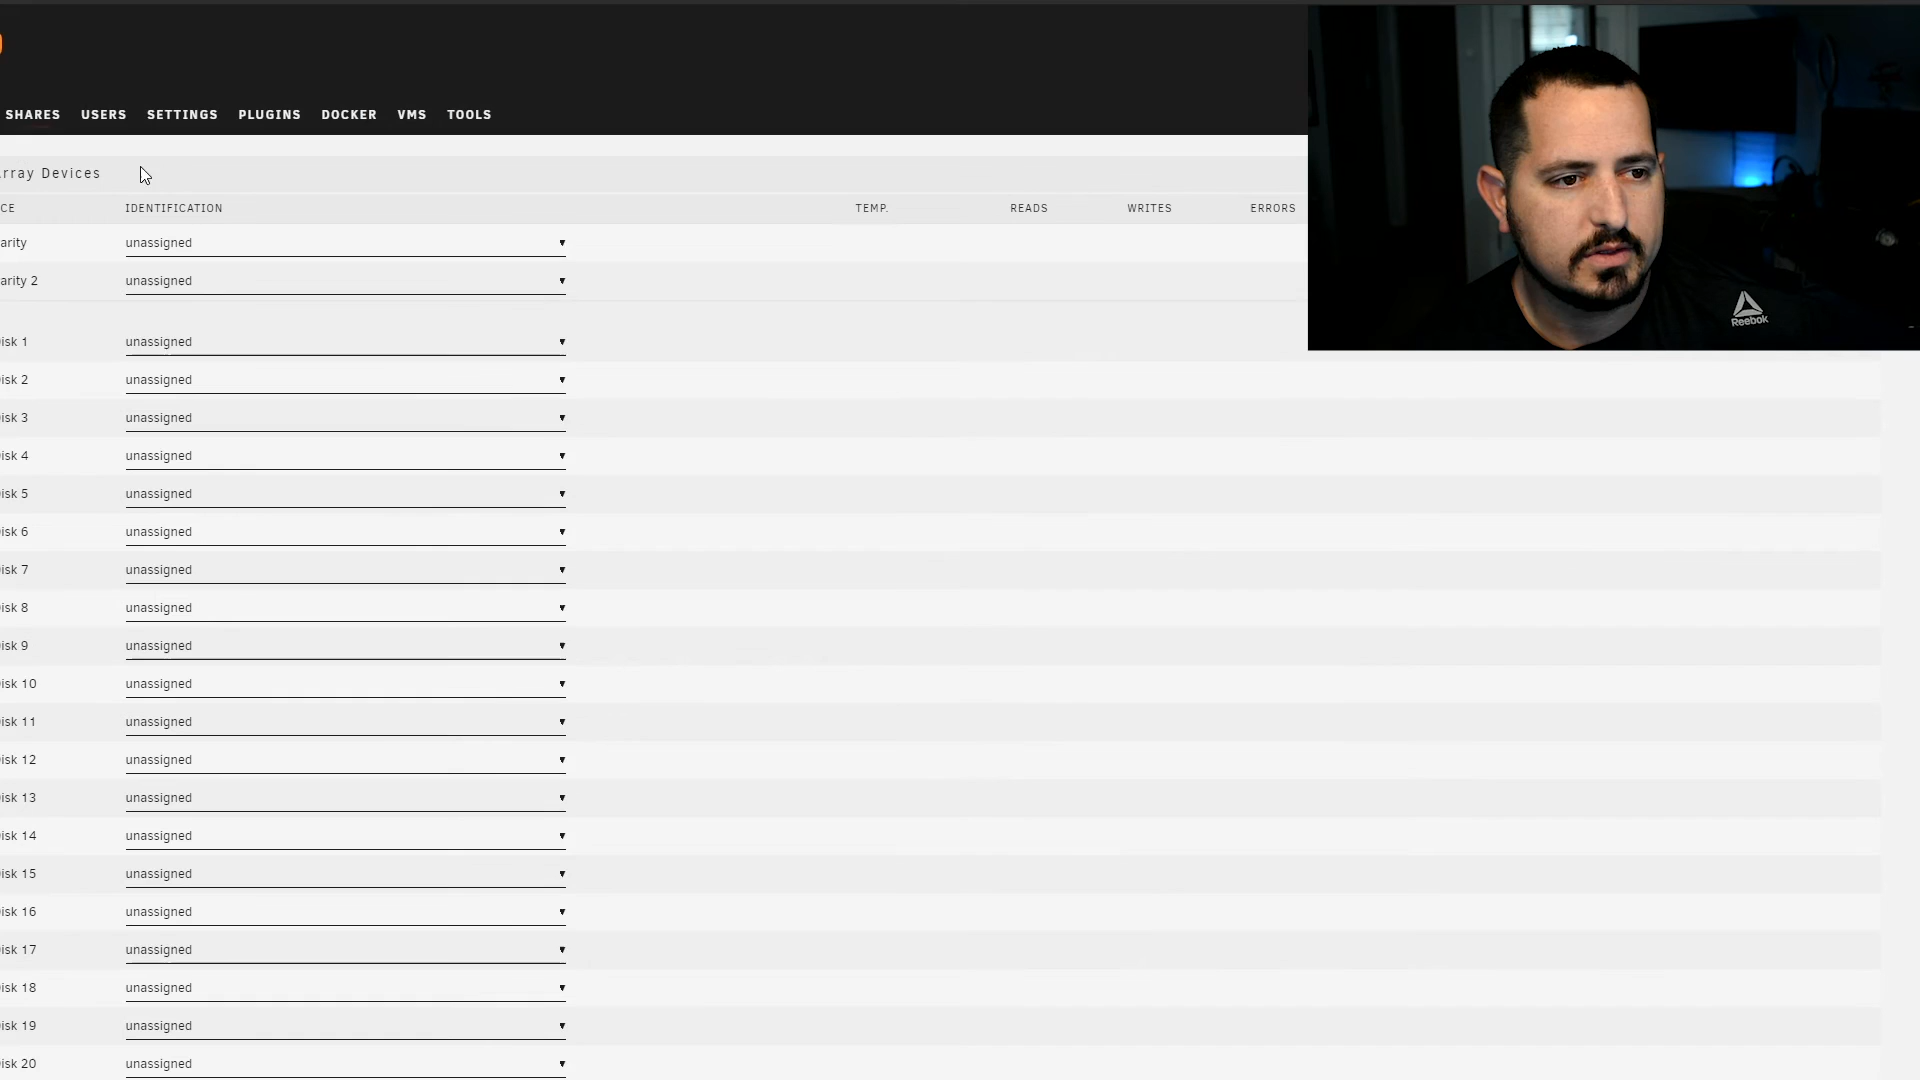 SHARES USERS SETTINGS PLUGINS DOCKER VMS TOOLS
rray Devices
CE IDENTIFICATION TEMP. READS WRITES ERRORS
arity unassigned
arity 2 unassigned
isk 1 unassigned
isk 2 unassigned
isk 3 unassigned
isk 4 unassigned
isk 5 unassigned
isk 6 unassigned
isk 7 unassigned
isk 8 unassigned
isk 9 unassigned
isk 10 unassigned
isk 11 unassigned
isk 12 unassigned
isk 13 unassigned
isk 14 unassigned
isk 15 unassigned
isk 16 unassigned
isk 17 unassigned
isk 18 unassigned
isk 19 unassigned
isk 20 unassigned
Reebok